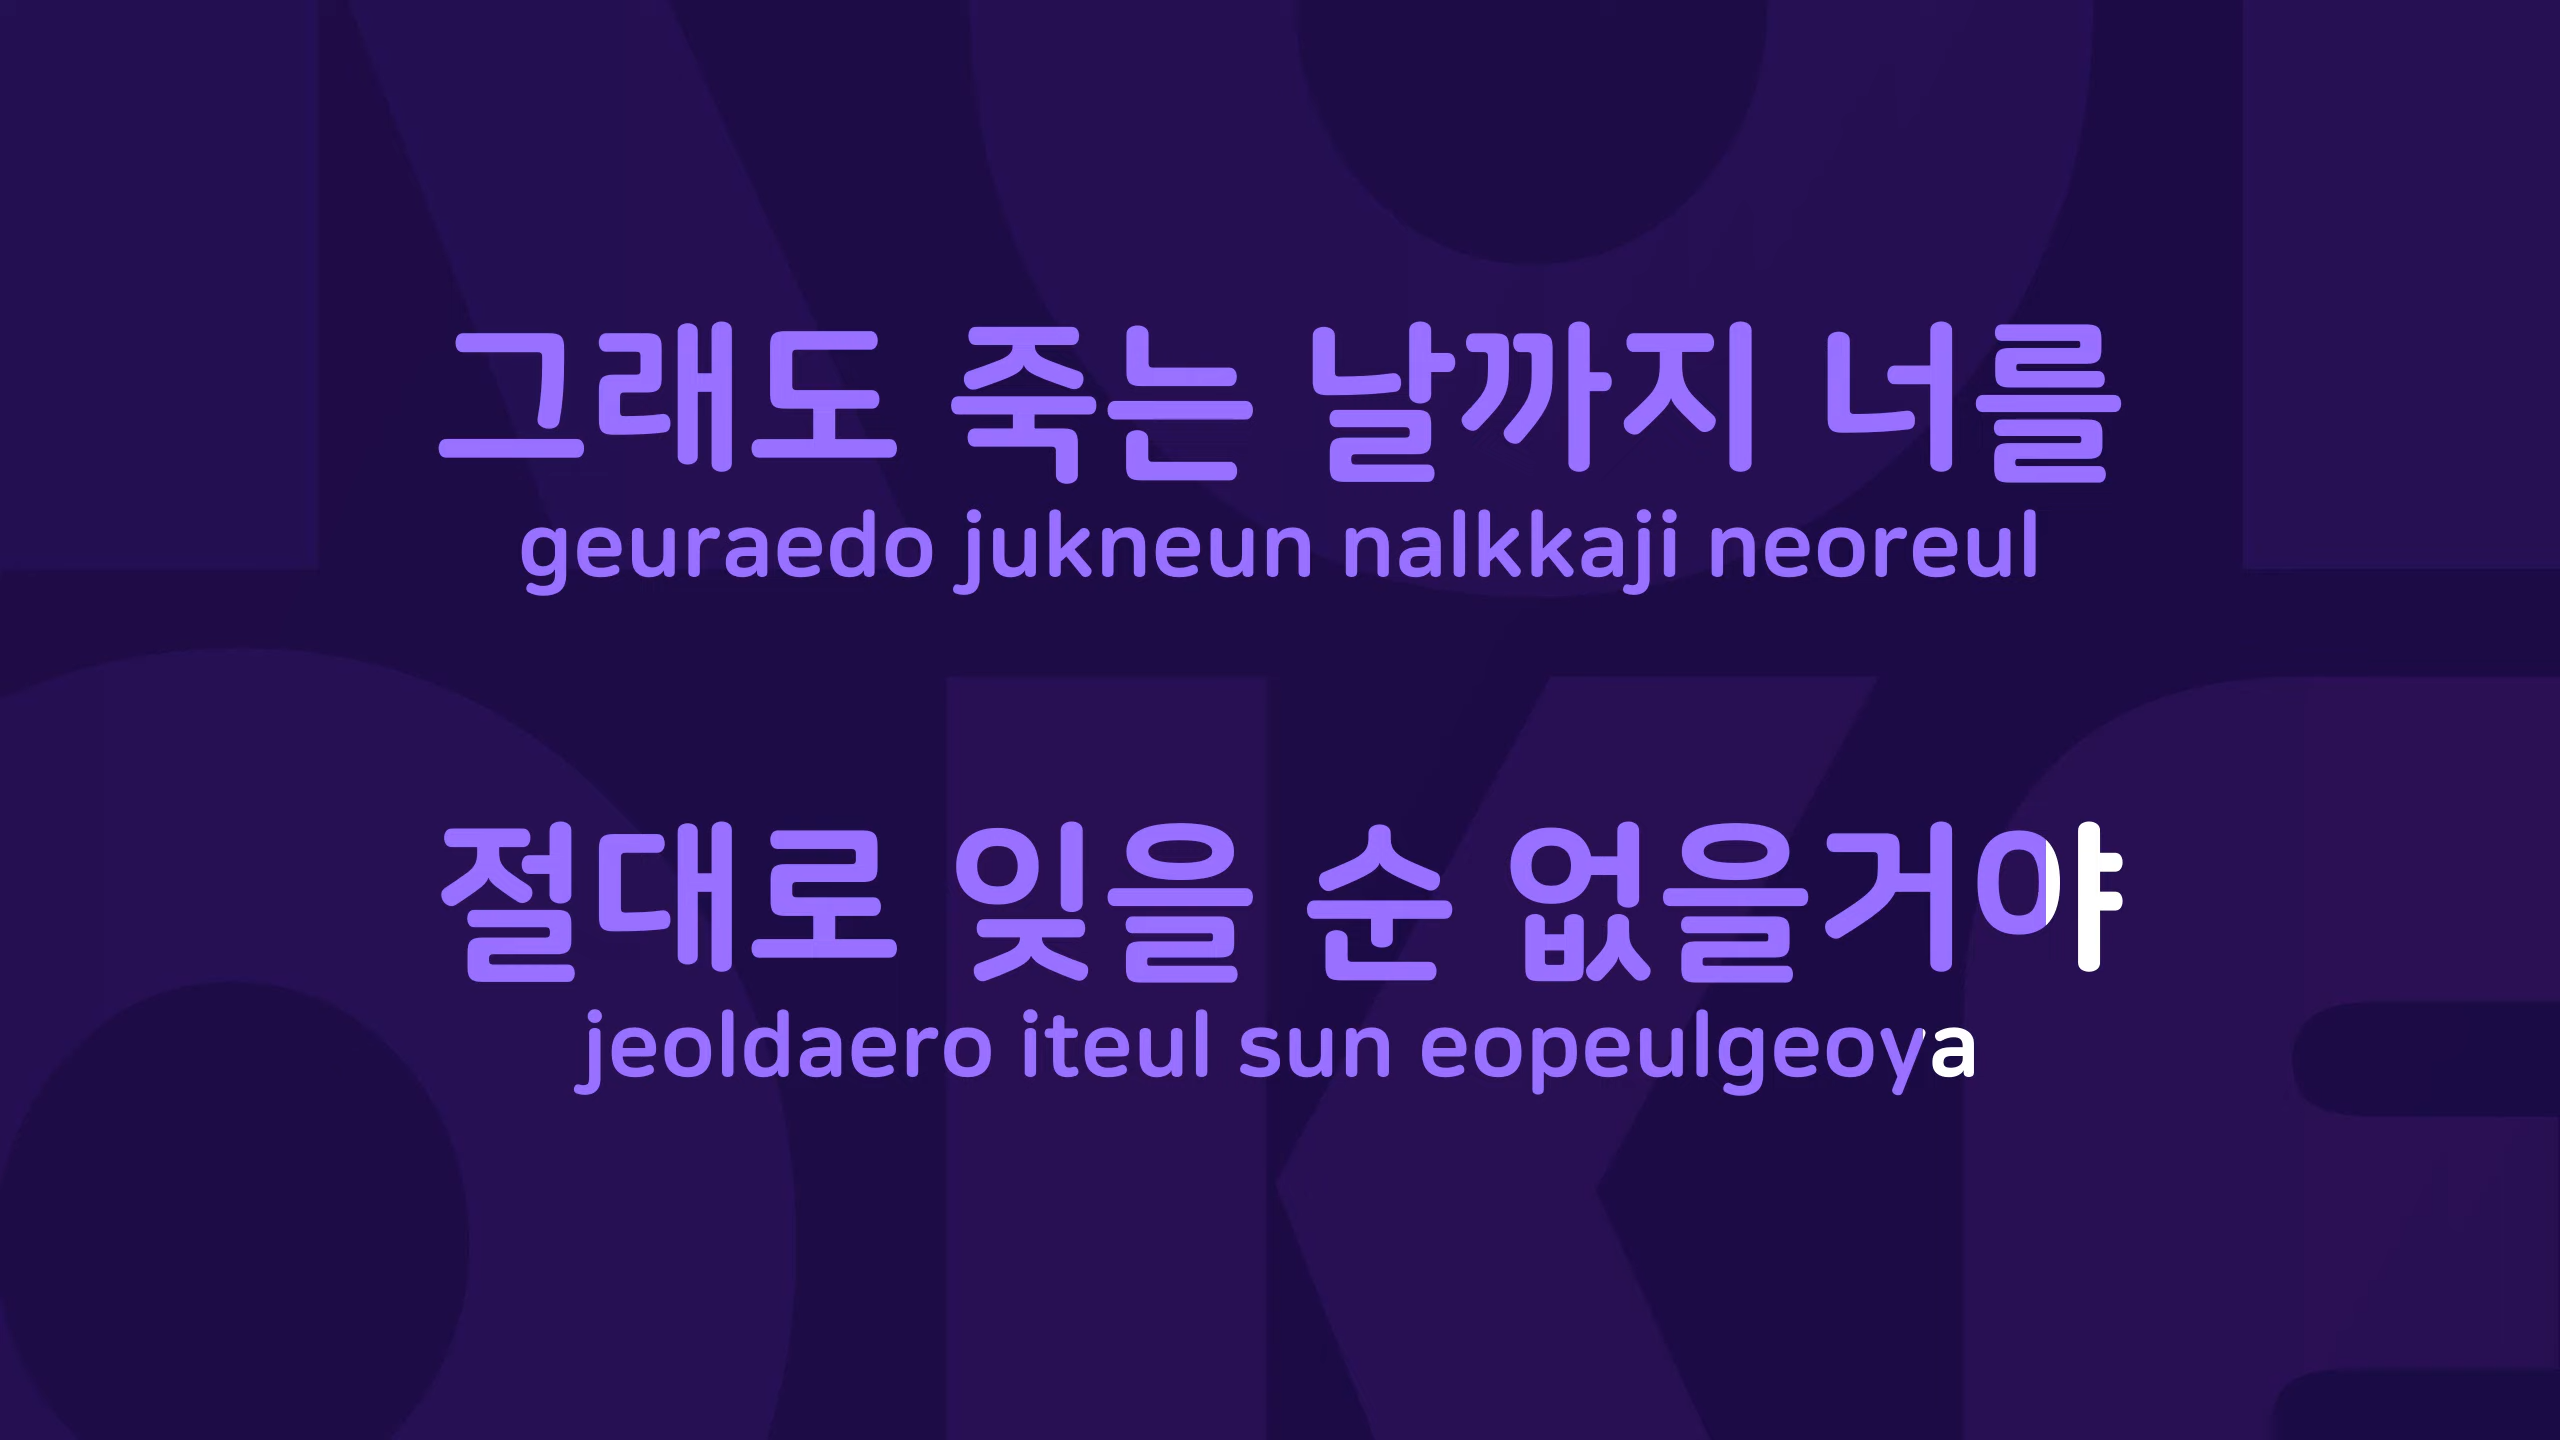 그래도 죽는 날까지 너를
geuraedo jukneun nalkkaji neoreul
절대로 잊을 순 없을거야
jeoldaero iteul sun eopeulgeoya